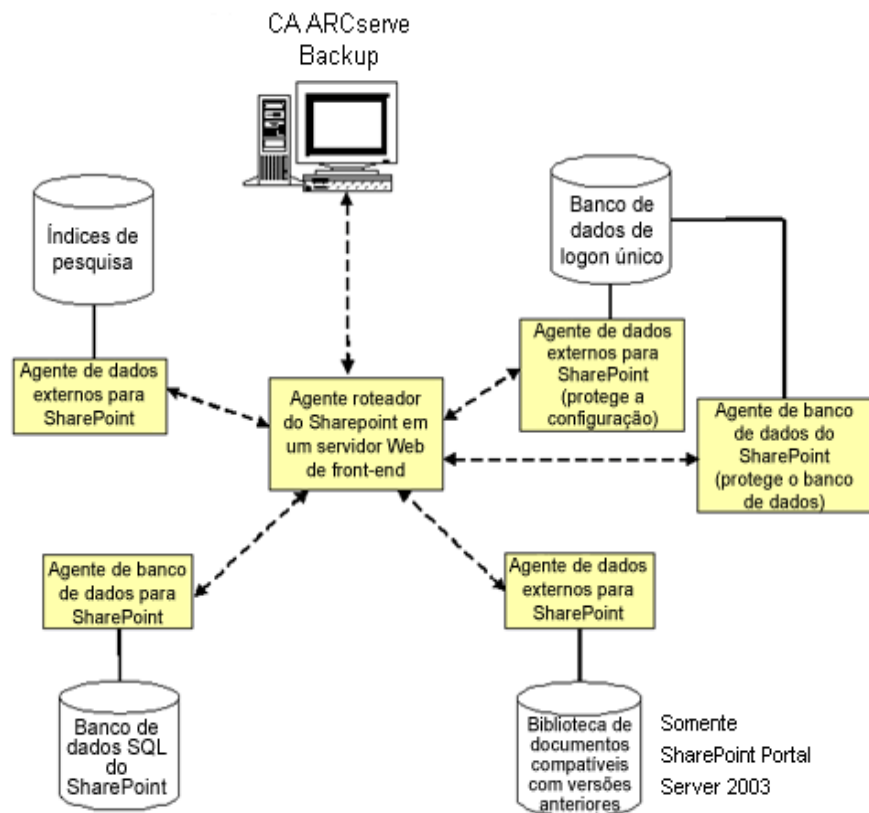 CA ARCserve
Backup
Índices de
pesquisa
Banco de
dados de
logon único
Agente de dados
externos para
SharePoint
Agente roteador
do Sharepoint em
um servidor Web
de front-end
Agente de dados
externos para
SharePoint
(protege a
configuração)
Agente de banco
de dados do
SharePoint
(protege o banco
de dados)
Agente de banco
de dados para
SharePoint
Agente de dados
externos para
SharePoint
Banco de
dados SQL
do
SharePoint
Biblioteca de
documentos
compatíveis
com versões
anteriores
Somente
SharePoint Portal
Server 2003